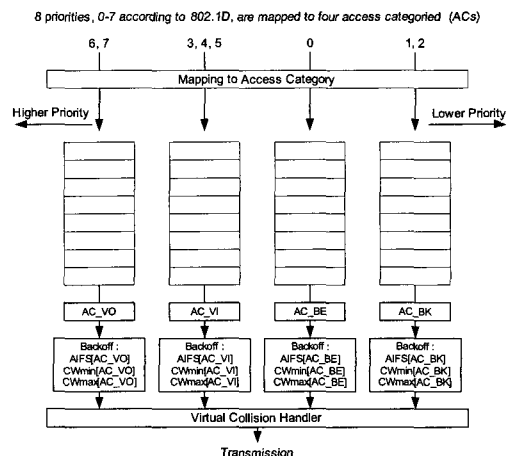 8 priorities, 0-7 according to 802.1D, are mapped to four access categoried (ACs)
6, 7 3, 4, 5 0 1, 2
Mapping to Access Category
Higher Priority Lower Priority
AC_VO AC_VI AC_BE AC_BK
Backoff : Backoff : Backoff : Backoff :
AIFS[AC_VO] AIFS[AC_VI] AIFS[AC_BE] AIFS[AC_BK]
CWmin[AC_VO] CWmin[AC_VI] CWmin[AC_BE] CWmin[AC_BK]
CWmax[AC_VO] CWmax[AC_VI] CWmax[AC_BE] CWmax[AC_BK]
Virtual Collision Handler
Transmission